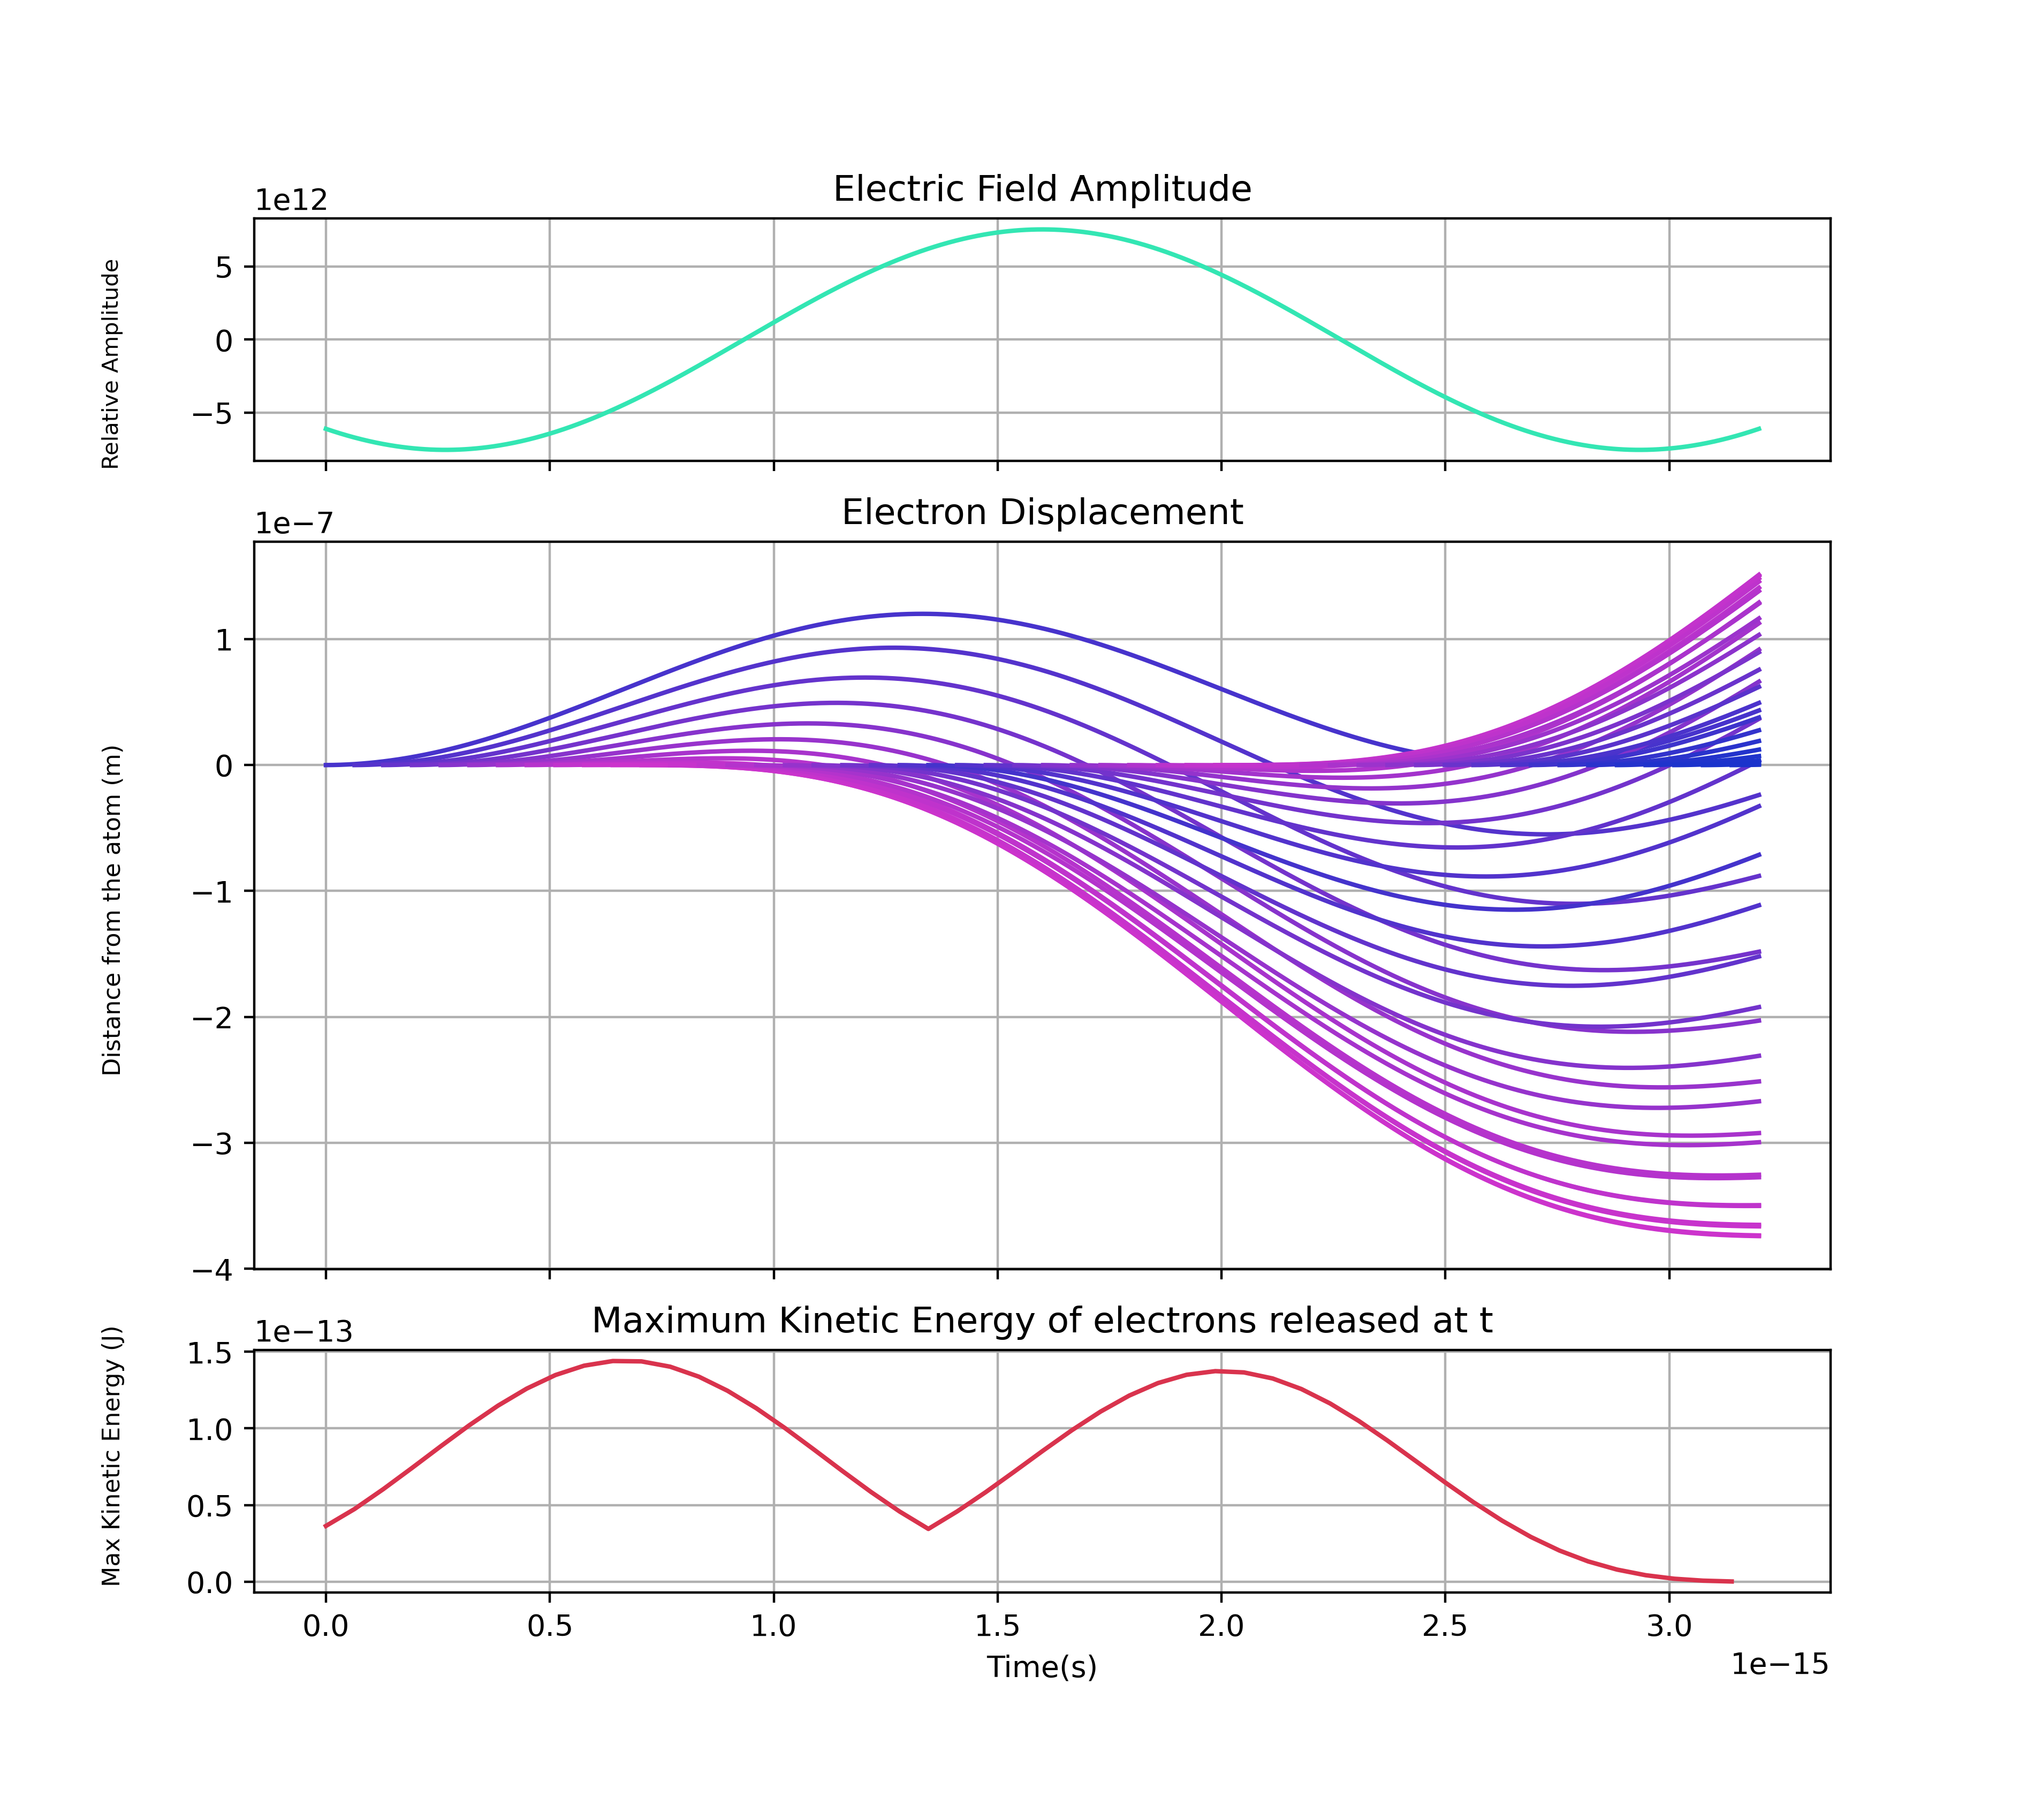 Electric Field Amplitude
1e12
Relative Amplitude
5
0
−5
Electron Displacement
1e−7
Distance from the atom (m)
1
0
−1
−2
−3
−4
Maximum Kinetic Energy of electrons released at t
1e−13
Max Kinetic Energy (J)
1.5
1.0
0.5
0.0
0.0 0.5 1.0 1.5 2.0 2.5 3.0
Time(s)
1e−15